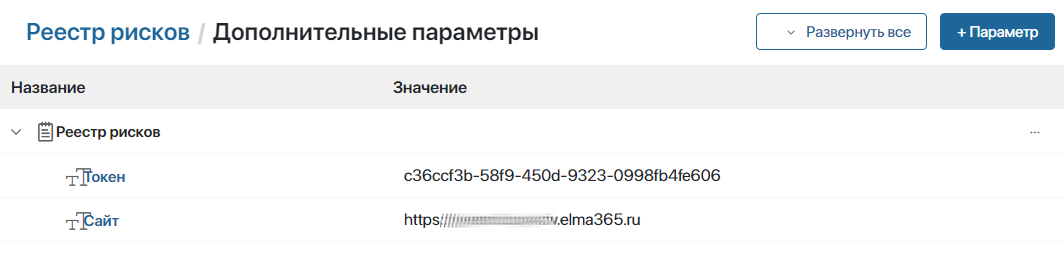 Реестр рисков / Дополнительные параметры
Развернуть все
+ Параметр
Название Значение
Реестр рисков
Токен c36ccf3b-58f9-450d-9323-0998fb4fe606
Сайт https .elma365.ru